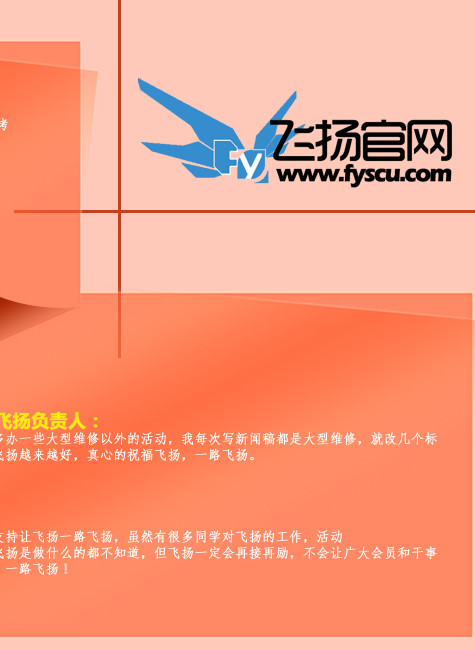 考
Fy 飞扬官网
www.fyscu.com
飞扬负责人：
多办一些大型维修以外的活动，我每次写新闻稿都是大型维修，就改几个标
飞扬越来越好，真心的祝福飞扬，一路飞扬。
支持让飞扬一路飞扬，虽然有很多同学对飞扬的工作，活动
飞扬是做什么的都不知道，但飞扬一定会再接再励，不会让广大会员和干事
，一路飞扬！